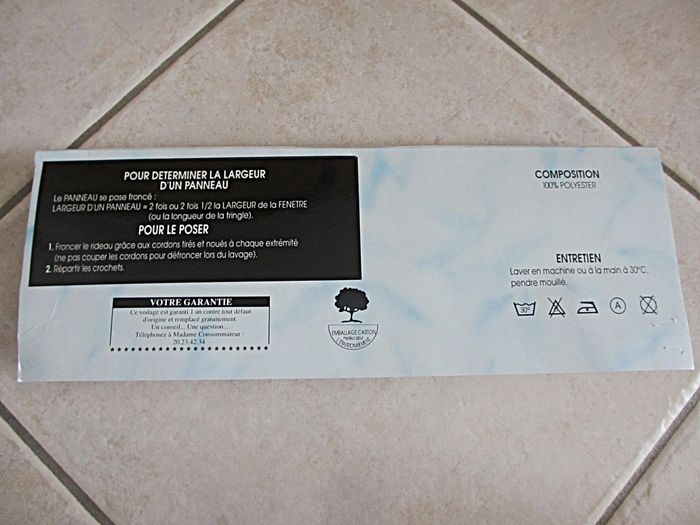 POUR DETERMINER LA LARGEUR
D'UN PANNEAU
Le PANNEAU se pose froncé :
LARGEUR D'UN PANNEAU = 2 fois ou 2 fois 1/2 la LARGEUR de la FENETRE
(ou la longueur de la tringle).
POUR LE POSER
1. Froncer le rideau grâce aux cordons tirés et noués à chaque extrémité
(ne pas couper les cordons pour défroncer lors du lavage).
2. Répartir les crochets.
VOTRE GARANTIE
Ce voilage est garanti 1 an contre tout défaut
d'origine et remplacé gratuitement.
Un conseil... Une question...
Téléphonez à Madame Consommateur :
20.23.42.34
EMBALLAGE CARTON
meilleur pour
L'ENVIRONNEMENT
COMPOSITION
100% POLYESTER
ENTRETIEN
Laver en machine ou à la main à 30°C,
pendre mouillé.
30° A